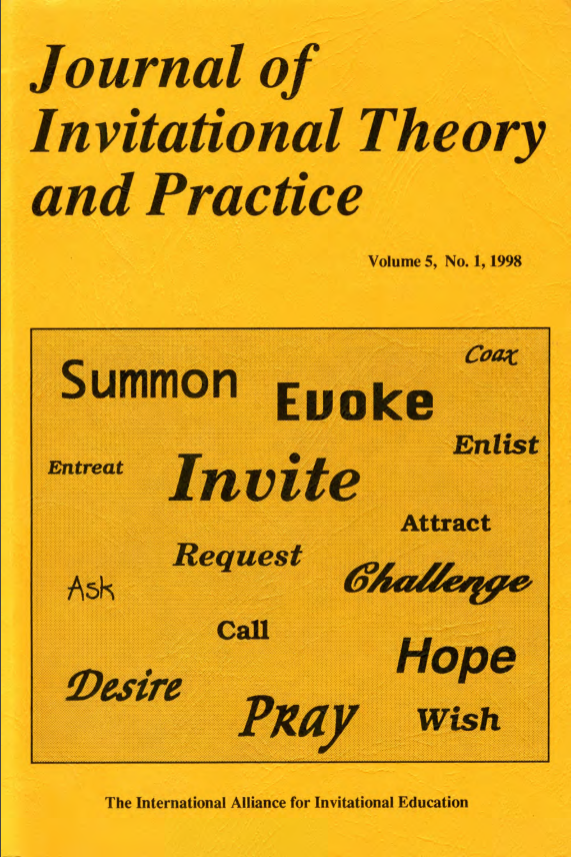 Journal of
Invitational Theory
and Practice
Volume 5, No. 1, 1998
Coax
Summon
Evoke
Enlist
Entreat
Invite
Attract
Request
Challenge
Ask
Call
Hope
Desire
Pray
Wish
The International Alliance for Invitational Education